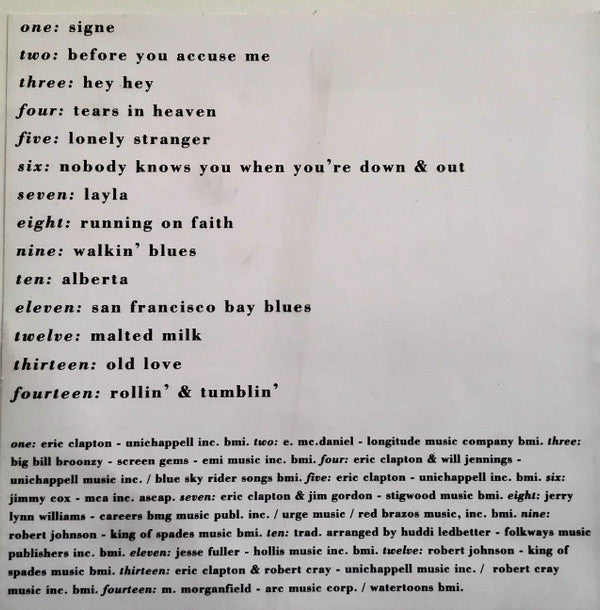 one: signe
two: before you accuse me
three: hey hey
four: tears in heaven
five: lonely stranger
six: nobody knows you when you're down & out
seven: layla
eight: running on faith
nine: walkin' blues
ten: alberta
eleven: san francisco bay blues
twelve: malted milk
thirteen: old love
fourteen: rollin' & tumblin'
one: eric clapton - unichappell inc. bmi. two: e. mc.daniel - longitude music company bmi. three:
big bill broonzy - screen gems - emi music inc. bmi. four: eric clapton & will jennings -
unichappell music inc. / blue sky rider songs bmi. five: eric clapton - unichappell inc. bmi. six:
jimmy cox - mca inc. ascap. seven: eric clapton & jim gordon - stigwood music bmi. eight: jerry
lynn williams - careers bmg music publ. inc. / urge music / red brazos music, inc. bmi. nine:
robert johnson - king of spades music bmi. ten: trad. arranged by huddi ledbetter - folkways music
publishers inc. bmi. eleven: jesse fuller - hollis music inc. bmi. twelve: robert johnson - king of
spades music bmi. thirteen: eric clapton & robert cray - unichappell music inc. / robert cray
music inc. bmi. fourteen: m. morganfield - arc music corp. / watertoons bmi.